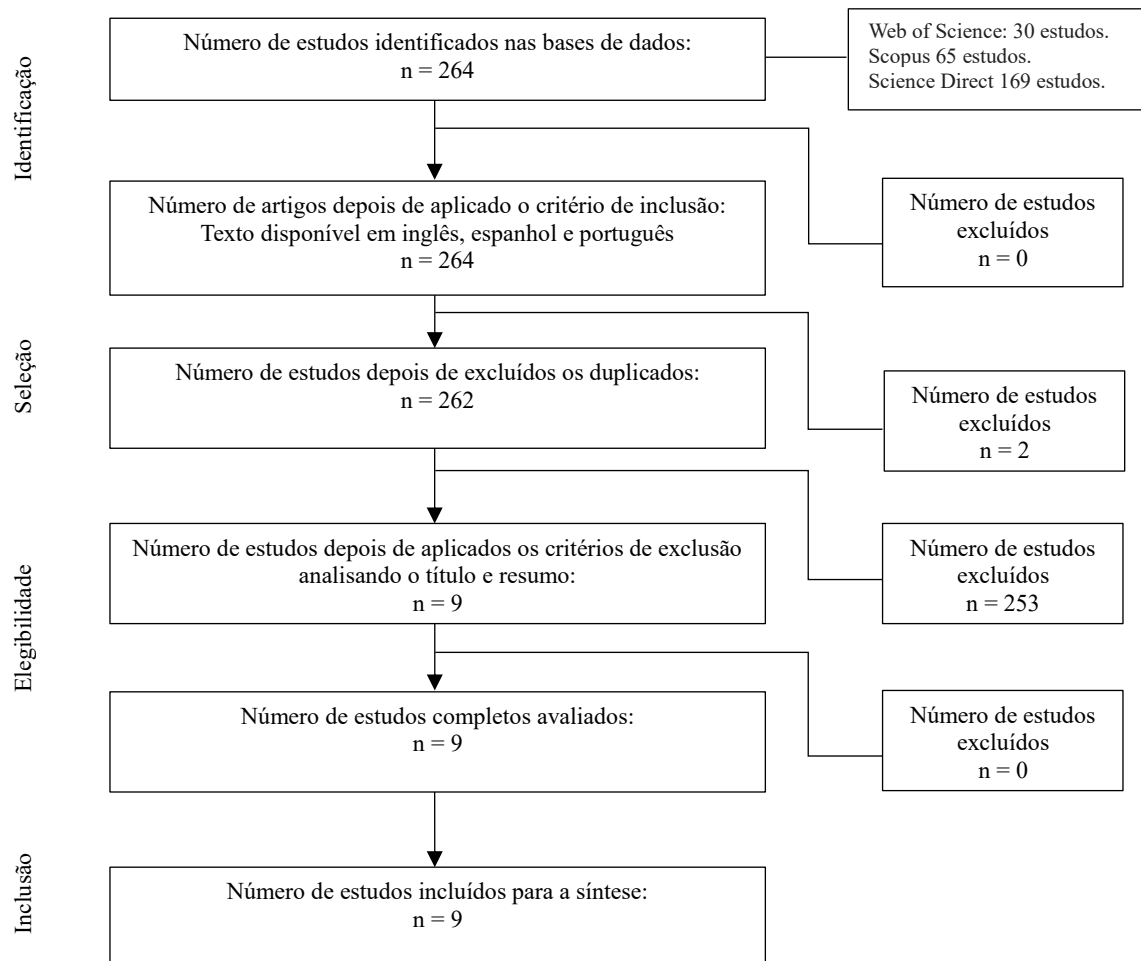 Identificação
Número de estudos identificados nas bases de dados:
n = 264
Web of Science: 30 estudos.
Scopus 65 estudos.
Science Direct 169 estudos.
Número de artigos depois de aplicado o critério de inclusão:
Texto disponível em inglês, espanhol e português
n = 264
Número de estudos
excluídos
n = 0
Seleção
Número de estudos depois de excluídos os duplicados:
n = 262
Número de estudos
excluídos
n = 2
Elegibilidade
Número de estudos depois de aplicados os critérios de exclusão
analisando o título e resumo:
n = 9
Número de estudos
excluídos
n = 253
Número de estudos completos avaliados:
n = 9
Número de estudos
excluídos
n = 0
Inclusão
Número de estudos incluídos para a síntese:
n = 9